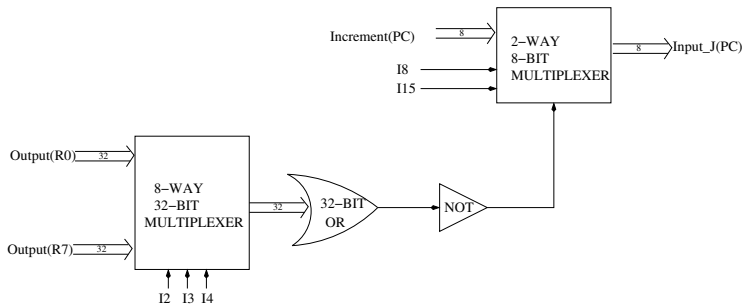 Increment(PC)
8
I8
I15
2−WAY
8−BIT
MULTIPLEXER
8
Input_J(PC)
Output(R0)
32
Output(R7)
32
8−WAY
32−BIT
MULTIPLEXER
I2 I3 I4
32
32−BIT
OR
NOT